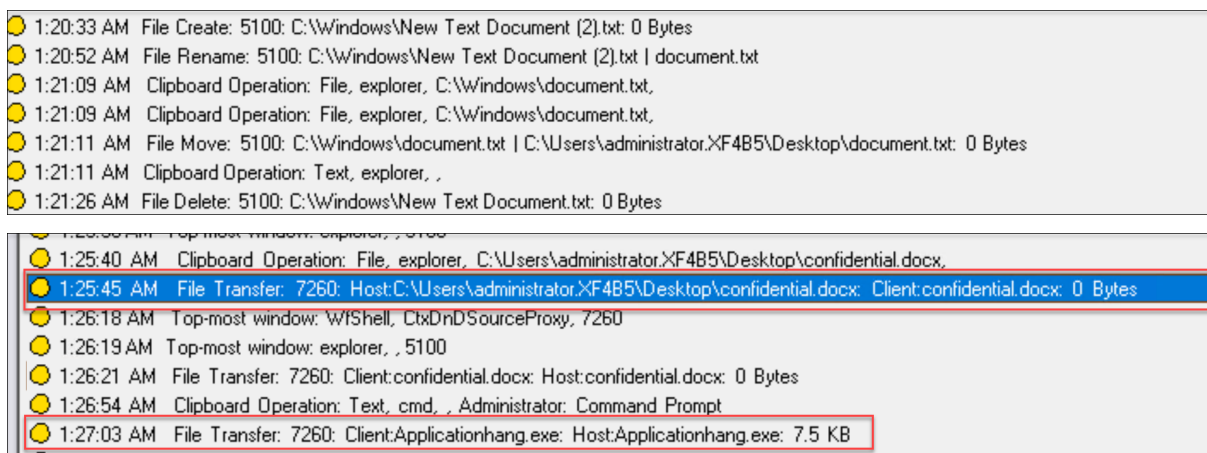 1:20:33 AM File Create: 5100: C:\Windows\New Text Document (2).txt: 0 Bytes
1:20:52 AM File Rename: 5100: C:\Windows\New Text Document (2).txt | document.txt
1:21:09 AM Clipboard Operation: File, explorer, C:\Windows\document.txt,
1:21:09 AM Clipboard Operation: File, explorer, C:\Windows\document.txt,
1:21:11 AM File Move: 5100: C:\Windows\document.txt | C:\Users\administrator.XF4B5\Desktop\document.txt: 0 Bytes
1:21:11 AM Clipboard Operation: Text, explorer, ,
1:21:26 AM File Delete: 5100: C:\Windows\New Text Document.txt: 0 Bytes
Top-most window: explorer, , 5100
1:25:40 AM Clipboard Operation: File, explorer, C:\Users\administrator.XF4B5\Desktop\confidential.docx,
1:25:45 AM File Transfer: 7260: Host:C:\Users\administrator.XF4B5\Desktop\confidential.docx: Client:confidential.docx: 0 Bytes
1:26:18 AM Top-most window: WfShell, CtxDnDSourceProxy, 7260
1:26:19 AM Top-most window: explorer, , 5100
1:26:21 AM File Transfer: 7260: Client:confidential.docx: Host:confidential.docx: 0 Bytes
1:26:54 AM Clipboard Operation: Text, cmd, , Administrator: Command Prompt
1:27:03 AM File Transfer: 7260: Client:Applicationhang.exe: Host:Applicationhang.exe: 7.5 KB